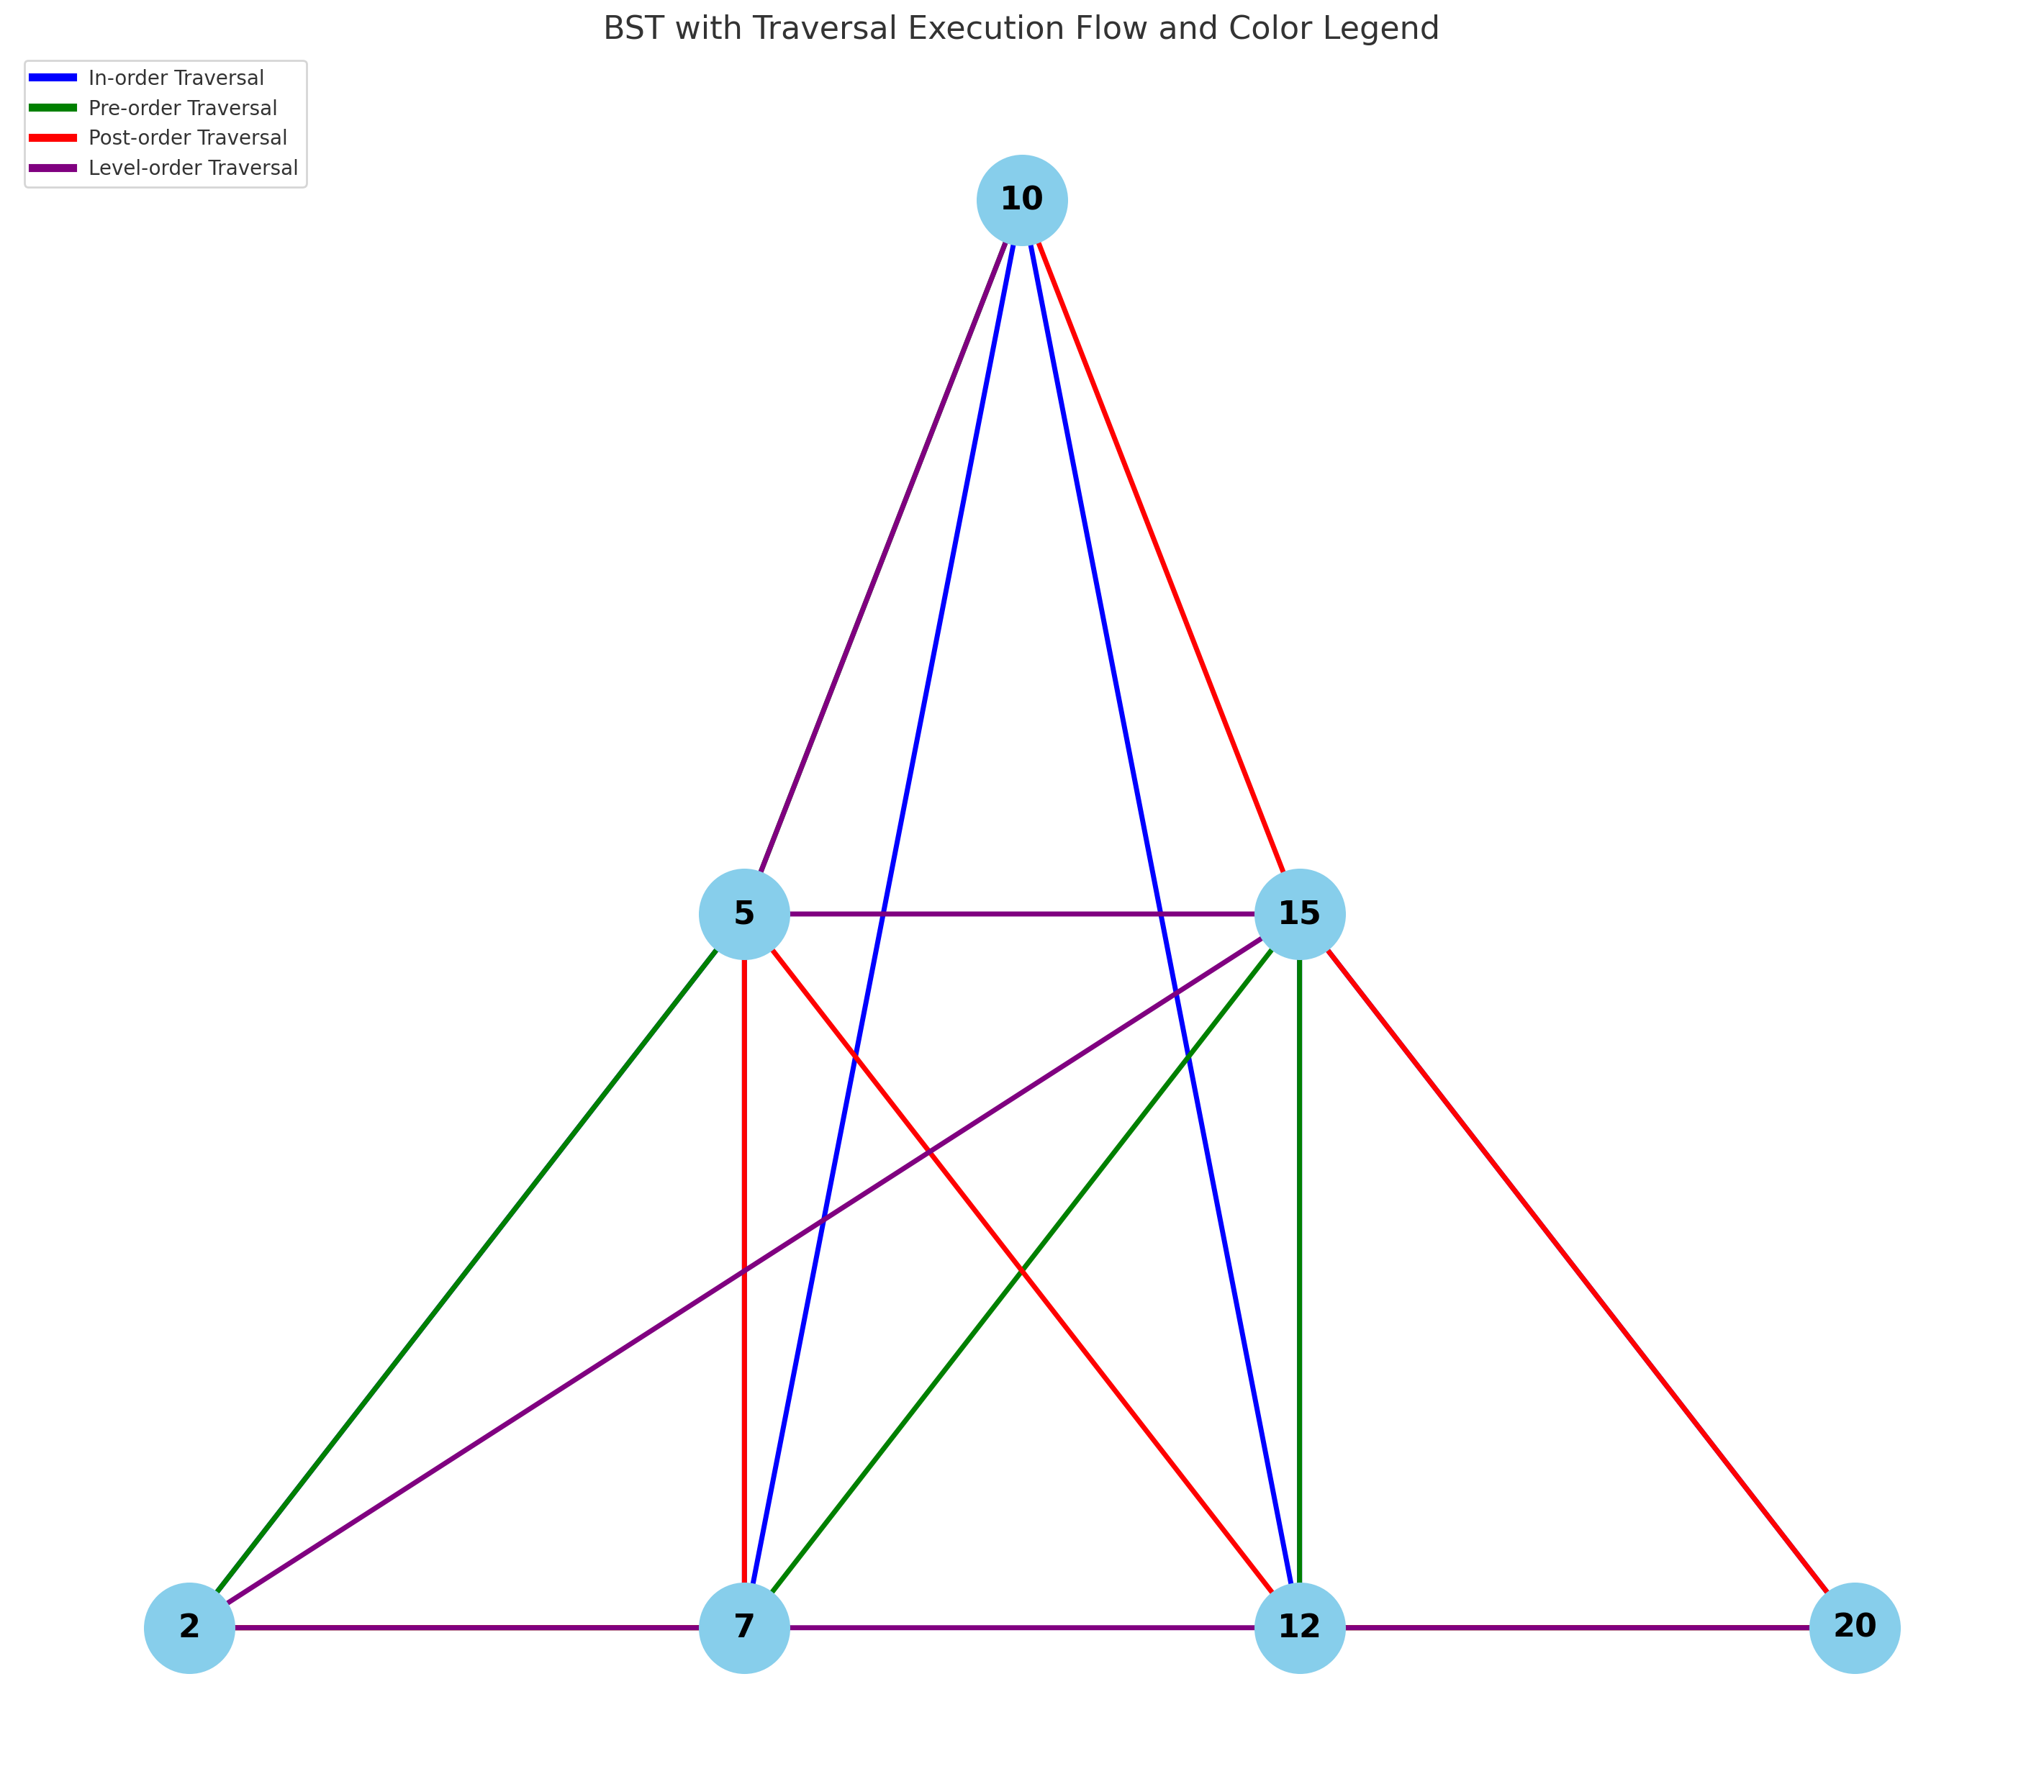 BST with Traversal Execution Flow and Color Legend
In-order Traversal
Pre-order Traversal
Post-order Traversal
Level-order Traversal
10
5
15
2
7
12
20